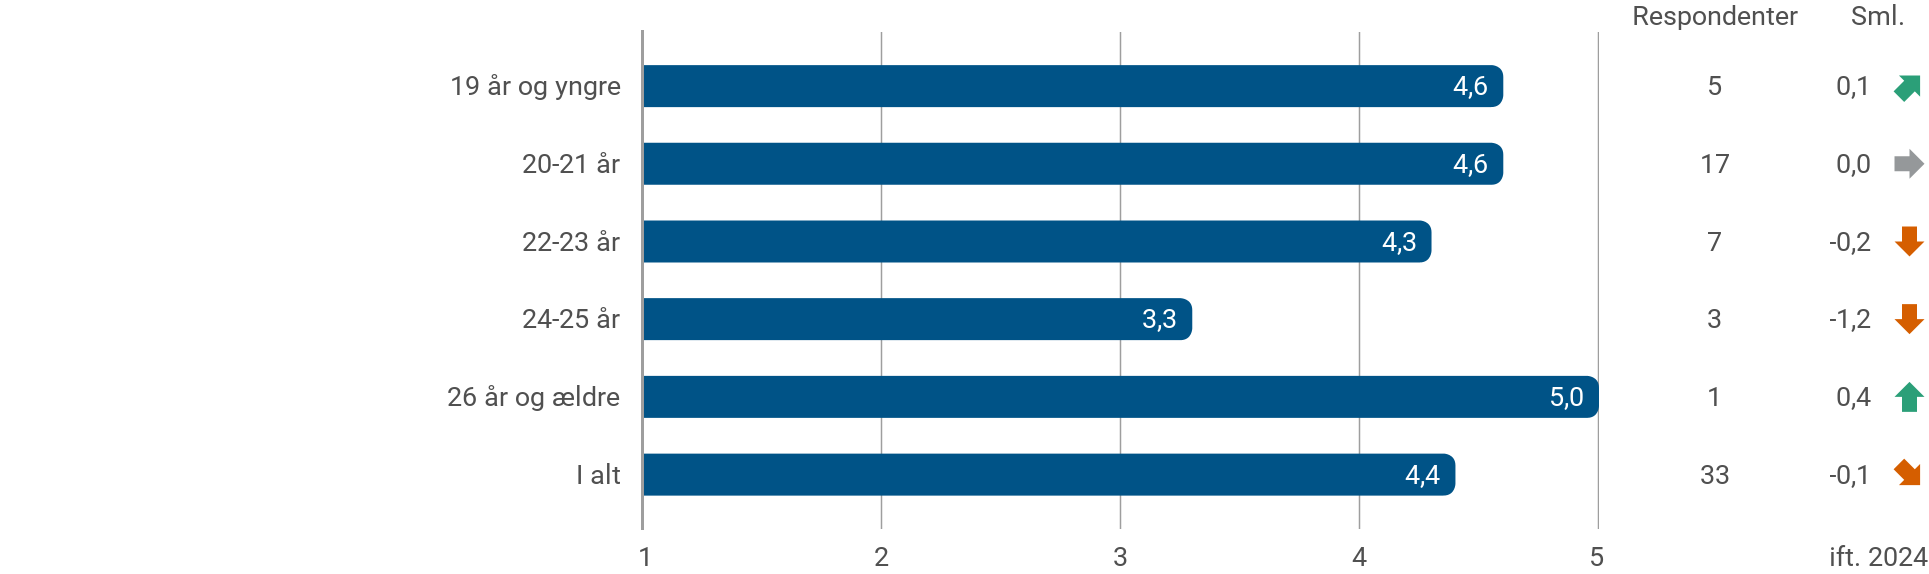 Respondenter Sml.
19 år og yngre 4,6 5 0,1
20-21 år 4,6 17 0,0
22-23 år 4,3 7 -0,2
24-25 år 3,3 3 -1,2
26 år og ældre 5,0 1 0,4
I alt 4,4 33 -0,1
1 2 3 4 5 ift. 2024